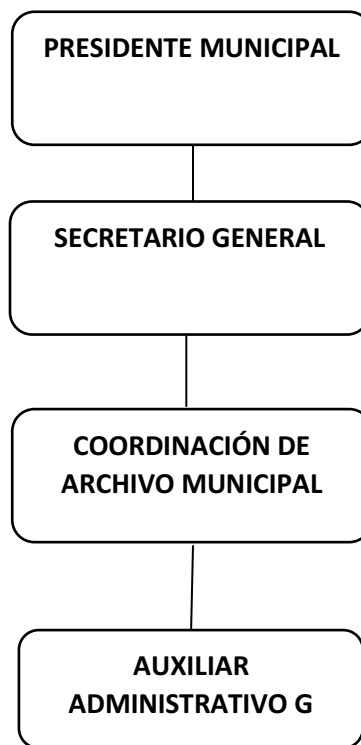 PRESIDENTE MUNICIPAL
SECRETARIO GENERAL
COORDINACIÓN DE
ARCHIVO MUNICIPAL
AUXILIAR
ADMINISTRATIVO G